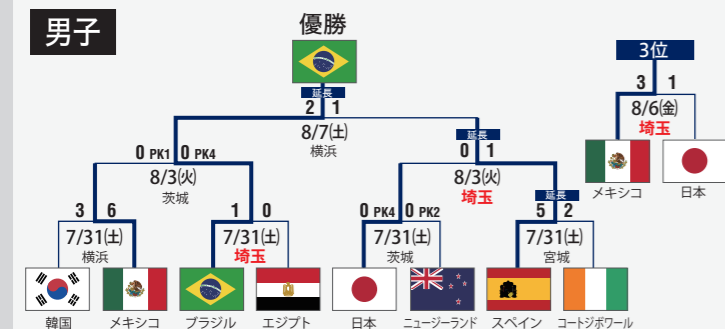 男子
優勝
延長
2 1
8/7(土)
横浜
3位
3 1
8/6(金)
埼玉
メキシコ 日本
0 PK1 0 PK4
8/3(火)
茨城
延長
0 1
8/3(火)
埼玉
3 6
7/31(土)
横浜
1 0
7/31(土)
埼玉
0 PK4 0 PK2
7/31(土)
茨城
延長
5 2
7/31(土)
宮城
韓国 メキシコ ブラジル エジプト 日本 ニュージーランド スペイン コートジボワール